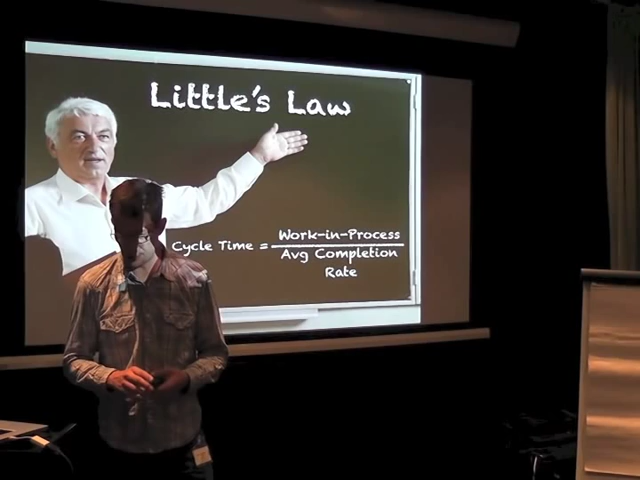 Little's Law
Cycle Time = Work-in-Process
Avg Completion
Rate